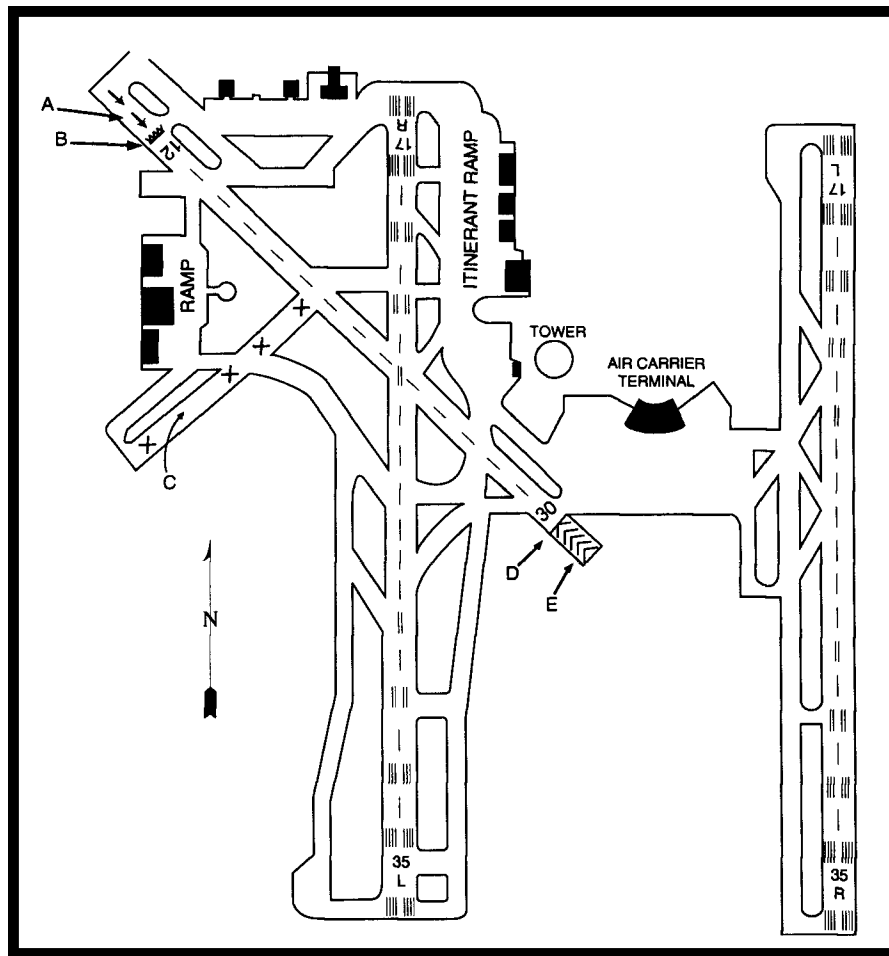 A
B
12
17
R
17
L
ITINERANT RAMP
RAMP
TOWER
AIR CARRIER
TERMINAL
C
30
D
E
N
35
L
35
R